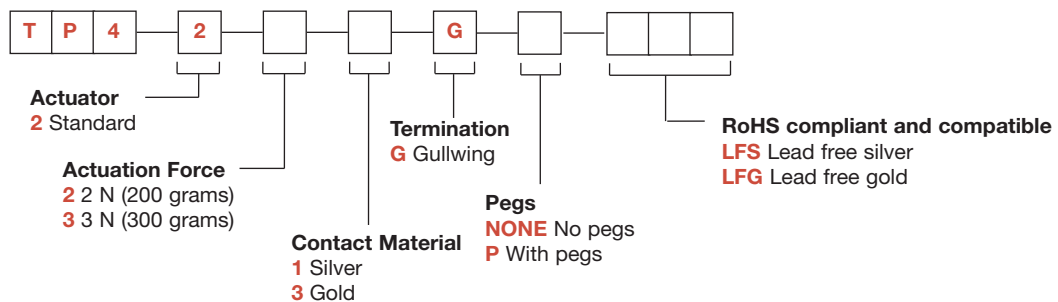 T P 4 2 G
Actuator
2 Standard
Actuation Force
2 2 N (200 grams)
3 3 N (300 grams)
Contact Material
1 Silver
3 Gold
Termination
G Gullwing
Pegs
NONE No pegs
P With pegs
RoHS compliant and compatible
LFS Lead free silver
LFG Lead free gold